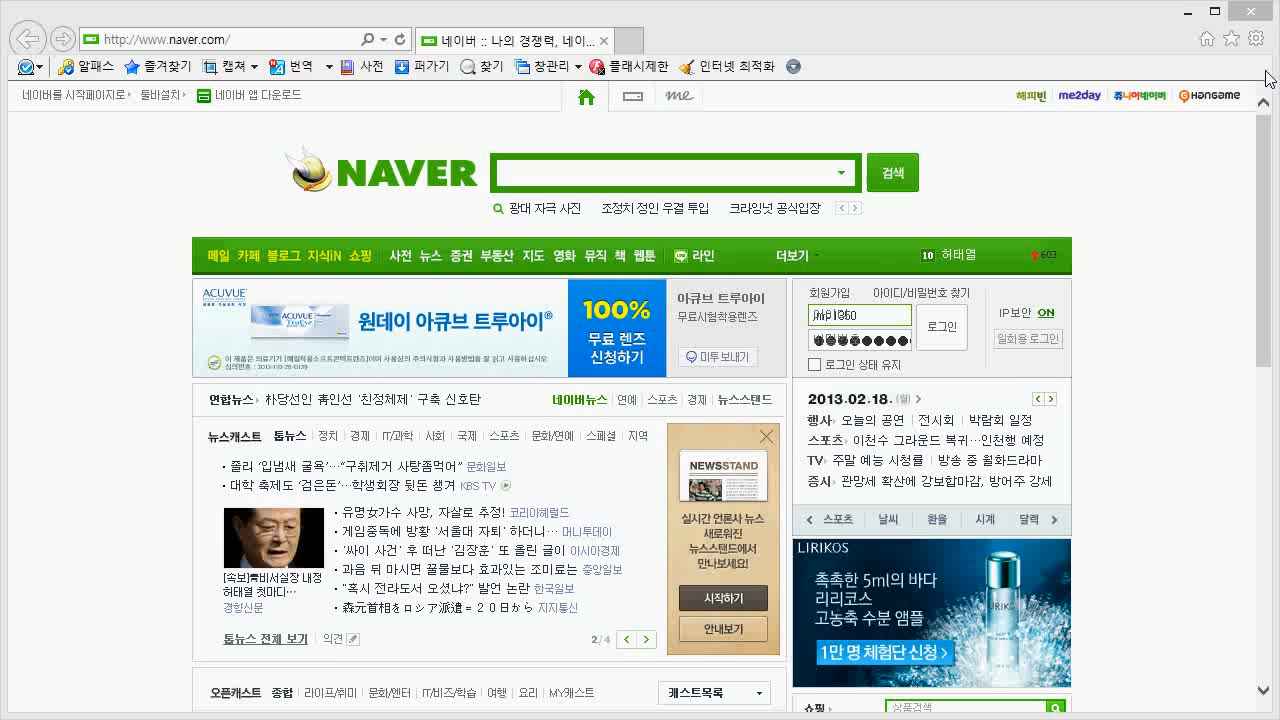 http://www.naver.com/
네이버 :: 나의 경쟁력, 네이...
알패스 즐겨찾기 캡쳐 번역 사전 퍼가기 찾기 창관리 플래시제한 인터넷 최적화
네이버를 시작페이지로 툴바설치 네이버 앱 다운로드
me
해피빈 me2day 쥬니어네이버 HANGAME
NAVER
검색
광대 자극 사진 조정치 정인 우결 투입 크라잉넛 공식입장
메일 카페 블로그 지식iN 쇼핑 사전 뉴스 증권 부동산 지도 영화 뮤직 책 웹툰 라인 더보기 10 허태열 603
ACUVUE
원데이 아큐브 트루아이®
100%
무료 렌즈
신청하기
아큐브 트루아이
무료시험착용렌즈
미투 보내기
회원가입 아이디/비밀번호 찾기
로그인
IP보안 ON
일회용 로그인
로그인 상태 유지
연합뉴스 朴당선인 靑인선 '친정체제' 구축 신호탄
네이버뉴스 연예 스포츠 경제 뉴스스탠드
뉴스캐스트 톱뉴스 정치 경제 IT/과학 사회 국제 스포츠 문화/연예 스페셜 지역
졸리 '입냄새 굴욕'…"구취제거 사탕좀먹어" 문화일보
대학 축제도 '검은돈'…학생회장 뒷돈 챙겨 KBS TV
[속보]靑비서실장 내정
허태열 첫마디…
경향신문
유명女가수 사망, 자살로 추정! 코리아헤럴드
게임중독에 방황 '서울대 자퇴' 하더니… 머니투데이
'싸이 사건' 후 떠난 '김장훈' 또 올린 글이 아시아경제
과음 뒤 마시면 꿀물보다 효과있는 조미료는 중앙일보
"혹시 전라도서 오셨나?" 발언 논란 한국일보
森元首相をロシア派遣＝２０日から 지지통신
톱뉴스 전체 보기 의견
2/4
NEWSSTAND
실시간 언론사 뉴스
새로워진
뉴스스탠드에서
만나보세요!
시작하기
안내보기
2013.02.18. (월)
행사 오늘의 공연 전시회 박람회 일정
스포츠 이천수 그라운드 복귀…인천행 예정
TV 주말 예능 시청률 방송 중 월화드라마
증시 관망세 확산에 강보합마감, 방어주 강세
스포츠 날씨 환율 시계 달력
LIRIKOS
촉촉한 5ml의 바다
리리코스
고농축 수분 앰플
1만 명 체험단 신청
LIRIKOS
오픈캐스트 종합 라이프/취미 문화/엔터 IT/비즈/학습 여행 요리 MY캐스트
캐스트목록
쇼핑
상품검색